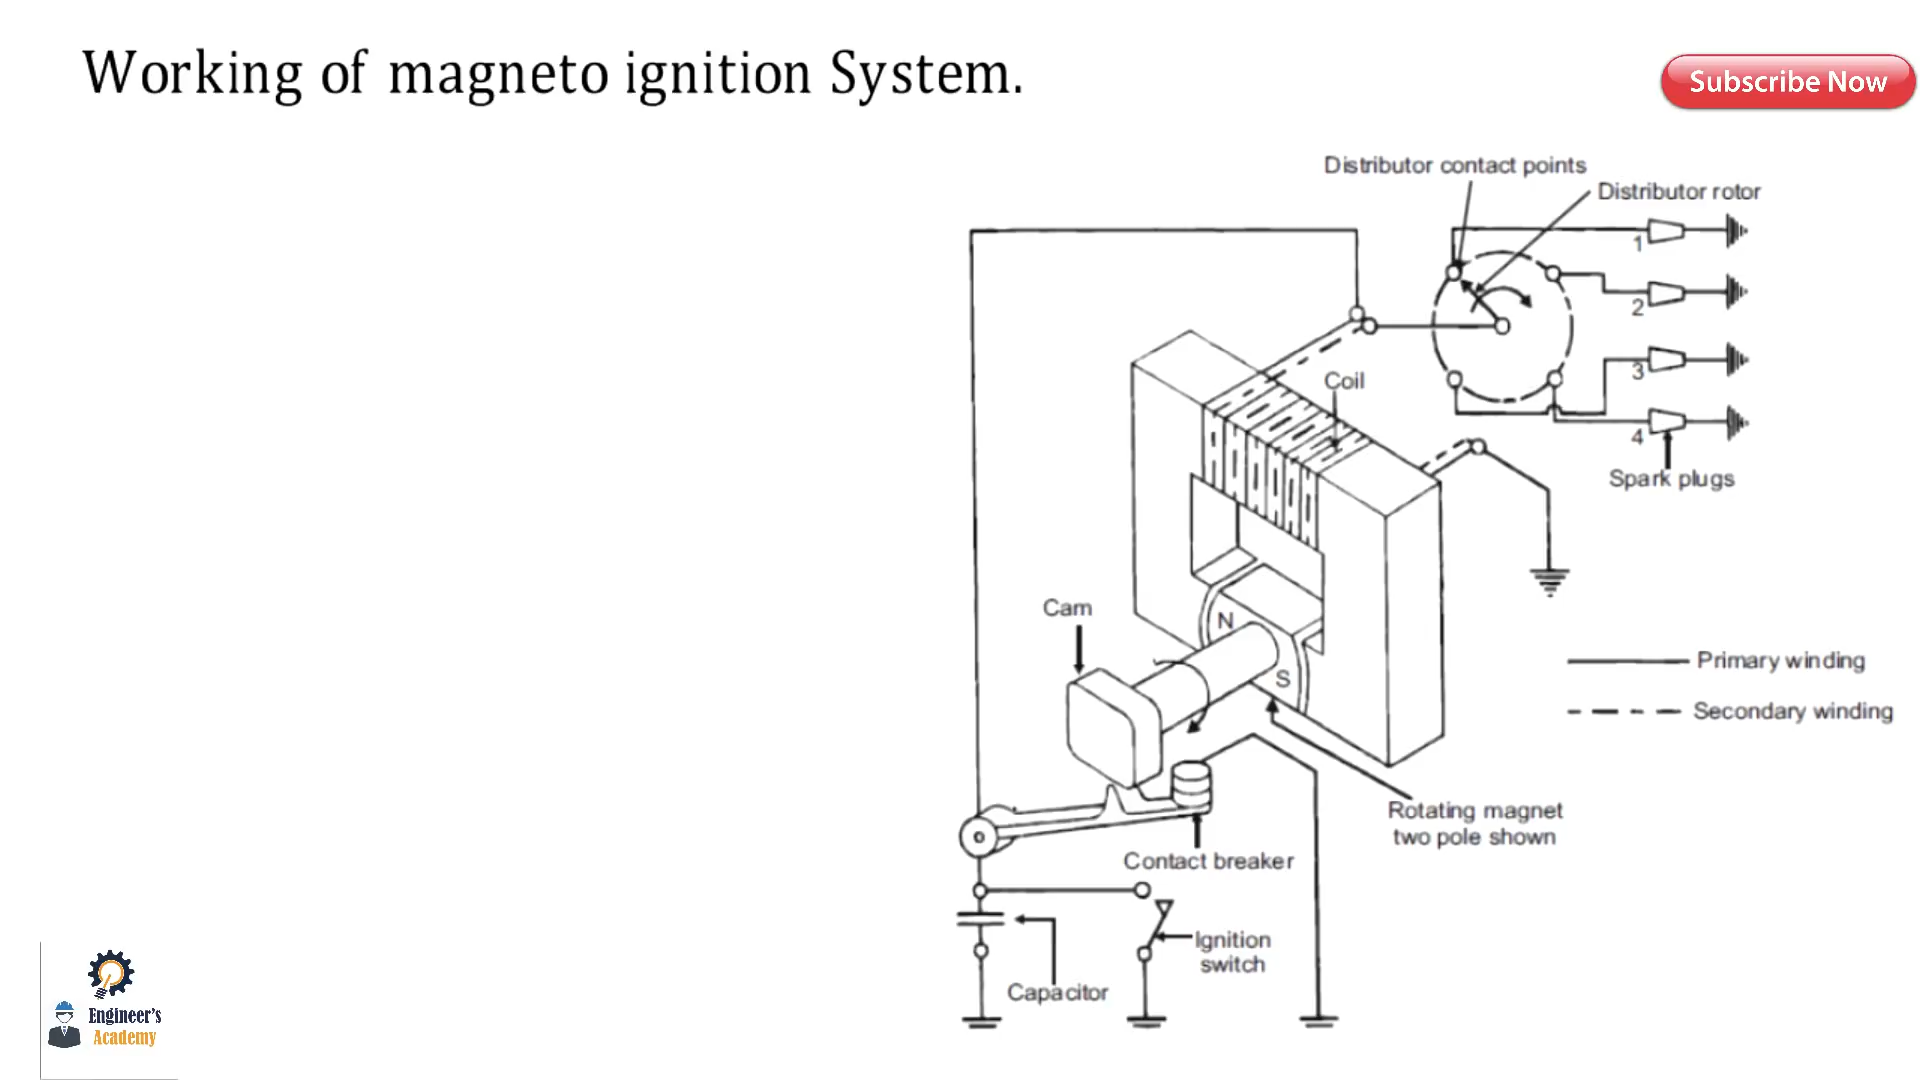 Working of magneto ignition System.
Subscribe Now
Distributor contact points
Distributor rotor
1
2
3
4
Coil
Spark plugs
Cam
N
S
Primary winding
Secondary winding
Rotating magnet
two pole shown
Contact breaker
Ignition
switch
Capacitor
Engineer's
Academy